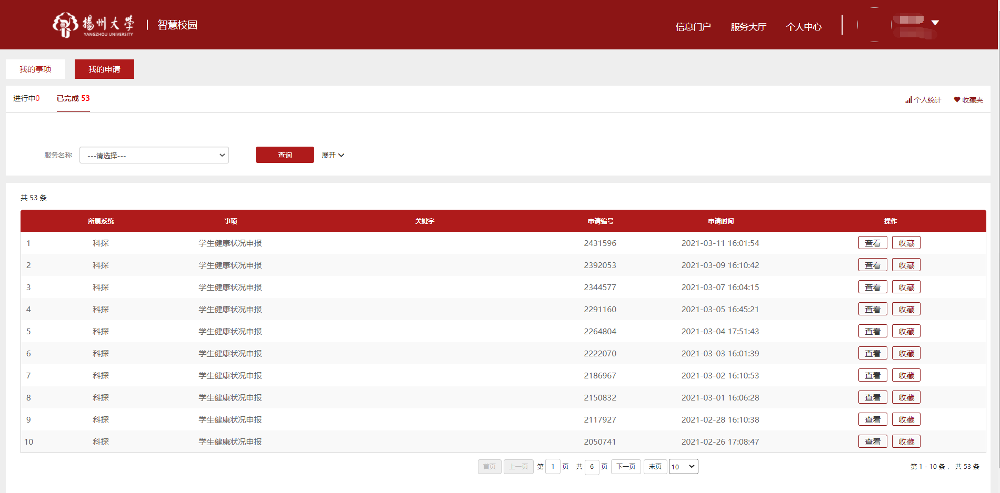 揚州大学 | 智慧校园
YANGZHOU UNIVERSITY
信息门户 服务大厅 个人中心
我的事项 我的申请
进行中0 已完成 53 个人统计 收藏夹
服务名称 ---请选择--- 查询 展开
共 53 条
所属系统 事项 关键字 申请编号 申请时间 操作
1 科探 学生健康状况申报 2431596 2021-03-11 16:01:54 查看 收藏
2 科探 学生健康状况申报 2392053 2021-03-09 16:10:42 查看 收藏
3 科探 学生健康状况申报 2344577 2021-03-07 16:04:15 查看 收藏
4 科探 学生健康状况申报 2291160 2021-03-05 16:45:21 查看 收藏
5 科探 学生健康状况申报 2264804 2021-03-04 17:51:43 查看 收藏
6 科探 学生健康状况申报 2222070 2021-03-03 16:01:39 查看 收藏
7 科探 学生健康状况申报 2186967 2021-03-02 16:10:53 查看 收藏
8 科探 学生健康状况申报 2150832 2021-03-01 16:06:28 查看 收藏
9 科探 学生健康状况申报 2117927 2021-02-28 16:10:38 查看 收藏
10 科探 学生健康状况申报 2050741 2021-02-26 17:08:47 查看 收藏
首页 上一页 第 1 页 共 6 页 下一页 末页 10 第 1 - 10 条， 共 53 条